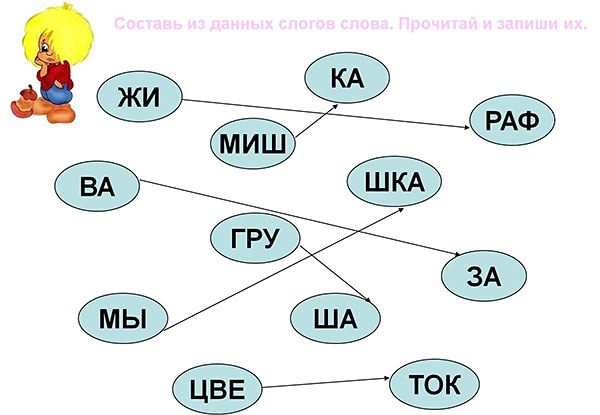 Составь из данных слогов слова. Прочитай и запиши их.
КА
ЖИ
РАФ
МИШ
ШКА
ВА
ГРУ
ЗА
МЫ
ША
ЦВЕ
ТОК